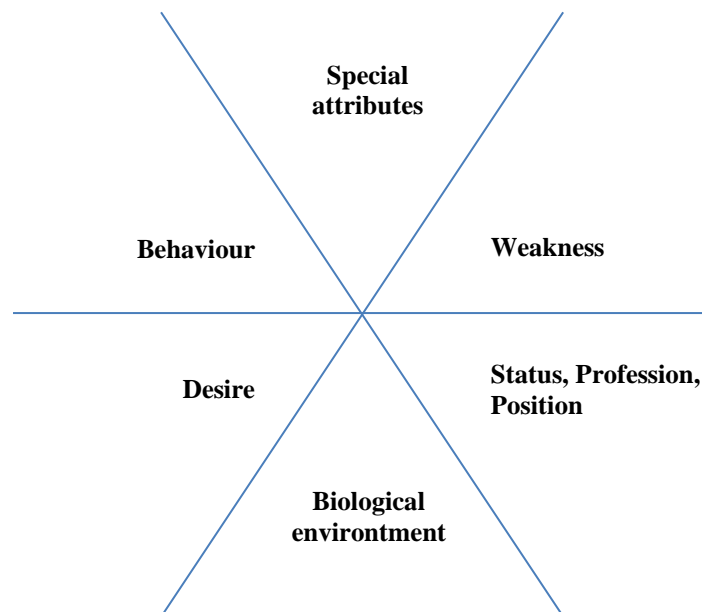 Special
attributes
Behaviour
Weakness
Desire
Status, Profession,
Position
Biological
environtment